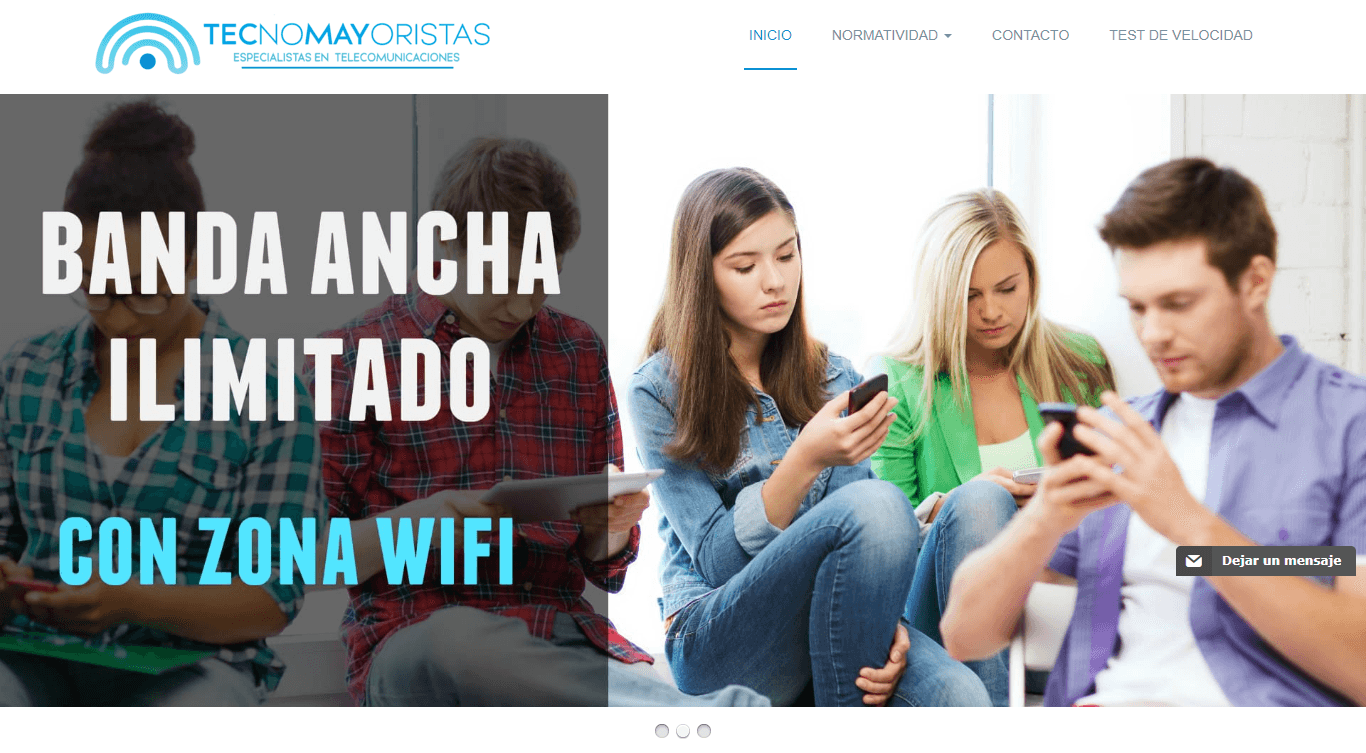 TECNOMAYORISTAS
ESPECIALISTAS EN TELECOMUNICACIONES
INICIO
NORMATIVIDAD
CONTACTO
TEST DE VELOCIDAD
BANDA ANCHA
ILIMITADO
CON ZONA WIFI
Dejar un mensaje